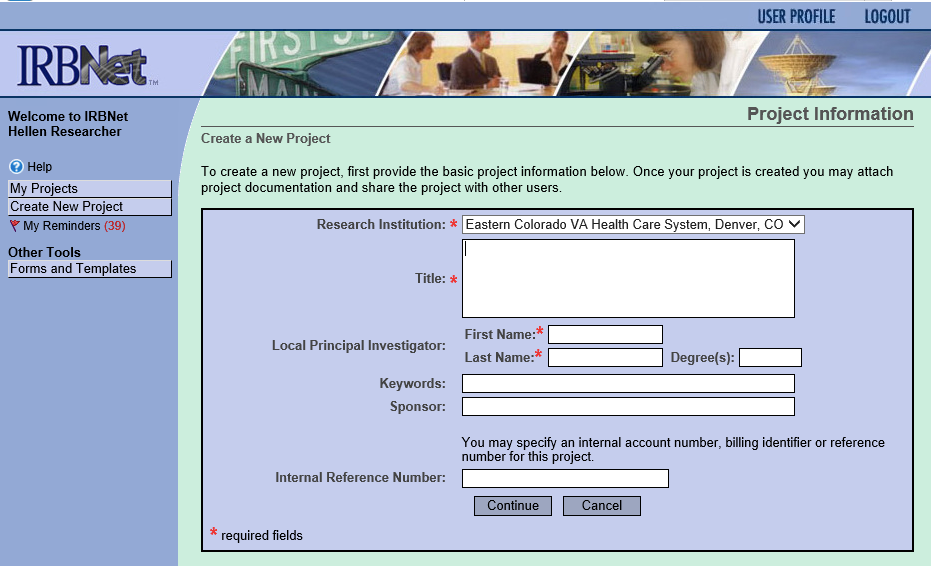 USER PROFILE LOGOUT
IRBNet™
FIRST ST.
MAIN
Welcome to IRBNet
Hellen Researcher
Help
My Projects
Create New Project
My Reminders (39)
Other Tools
Forms and Templates
Project Information
Create a New Project
To create a new project, first provide the basic project information below. Once your project is created you may attach
project documentation and share the project with other users.
Research Institution: * Eastern Colorado VA Health Care System, Denver, CO
Title: *
Local Principal Investigator:
First Name:*
Last Name:* Degree(s):
Keywords:
Sponsor:
You may specify an internal account number, billing identifier or reference
number for this project.
Internal Reference Number:
Continue Cancel
* required fields